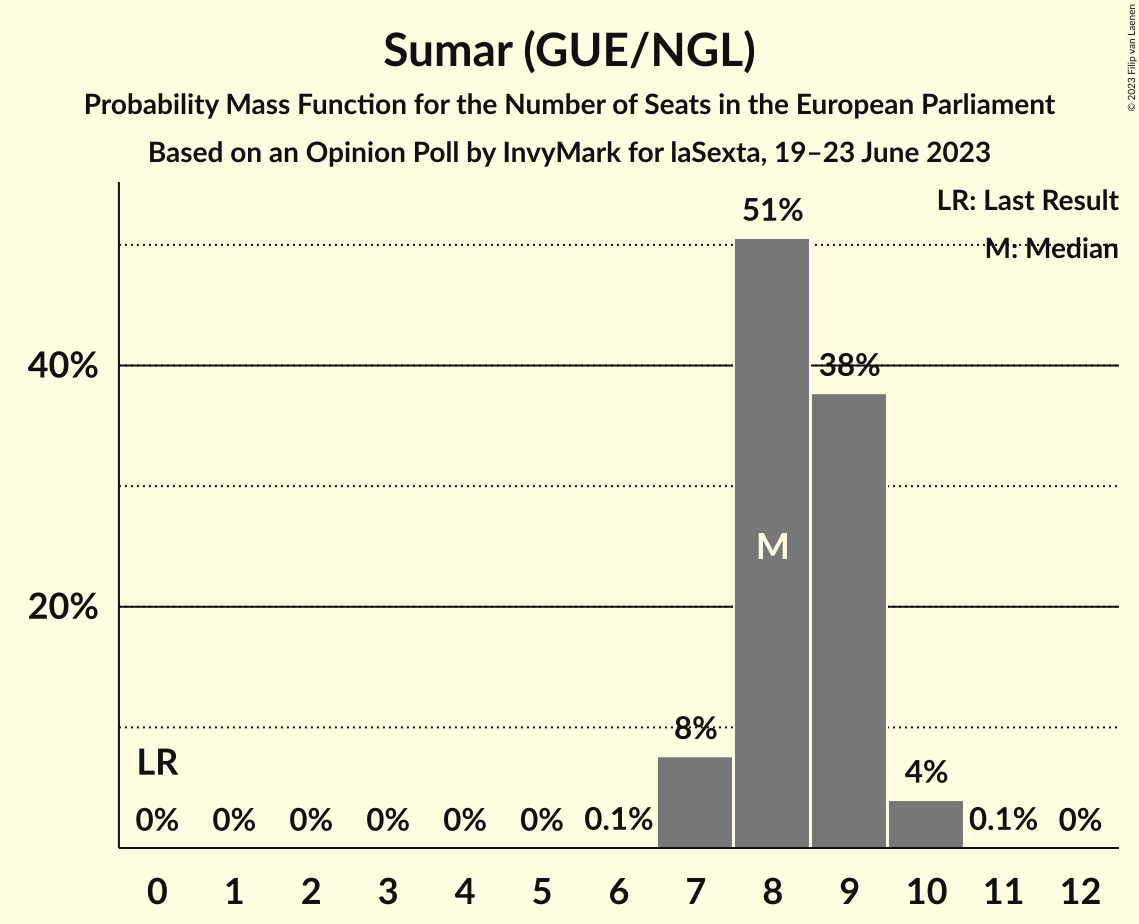 Sumar (GUE/NGL)
Probability Mass Function for the Number of Seats in the European Parliament
Based on an Opinion Poll by InvyMark for laSexta, 19–23 June 2023
© 2023 Filip van Laenen
LR: Last Result
M: Median
51%
40%
38%
M
20%
8%
LR
4%
0% 0% 0% 0% 0% 0% 0.1% 0.1% 0%
0 1 2 3 4 5 6 7 8 9 10 11 12